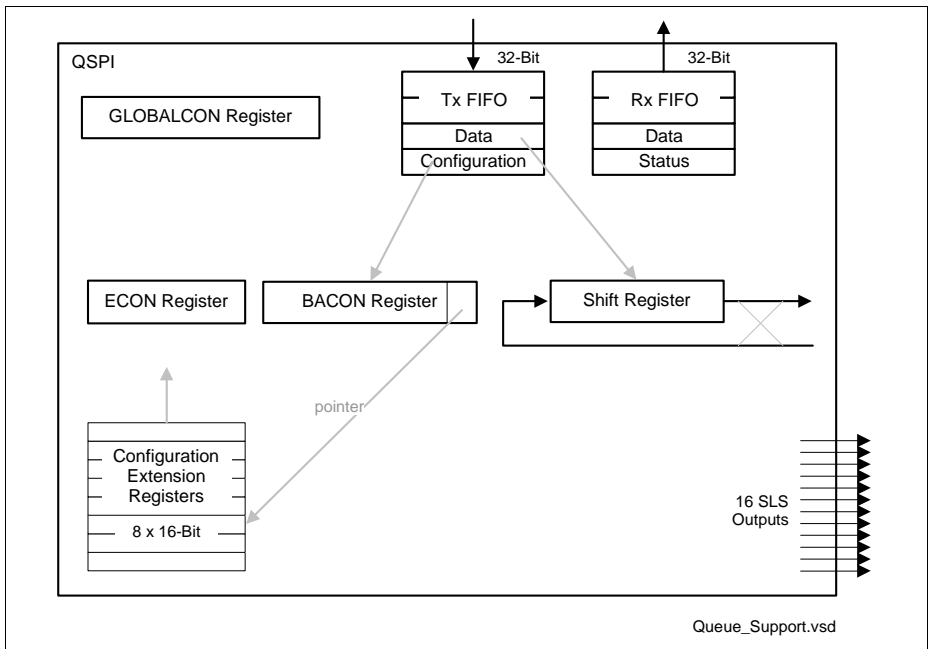 QSPI
32-Bit
32-Bit
Tx FIFO
Rx FIFO
GLOBALCON Register
Data
Data
Configuration
Status
ECON Register
BACON Register
Shift Register
pointer
Configuration
Extension
Registers
8 x 16-Bit
16 SLS
Outputs
Queue_Support.vsd